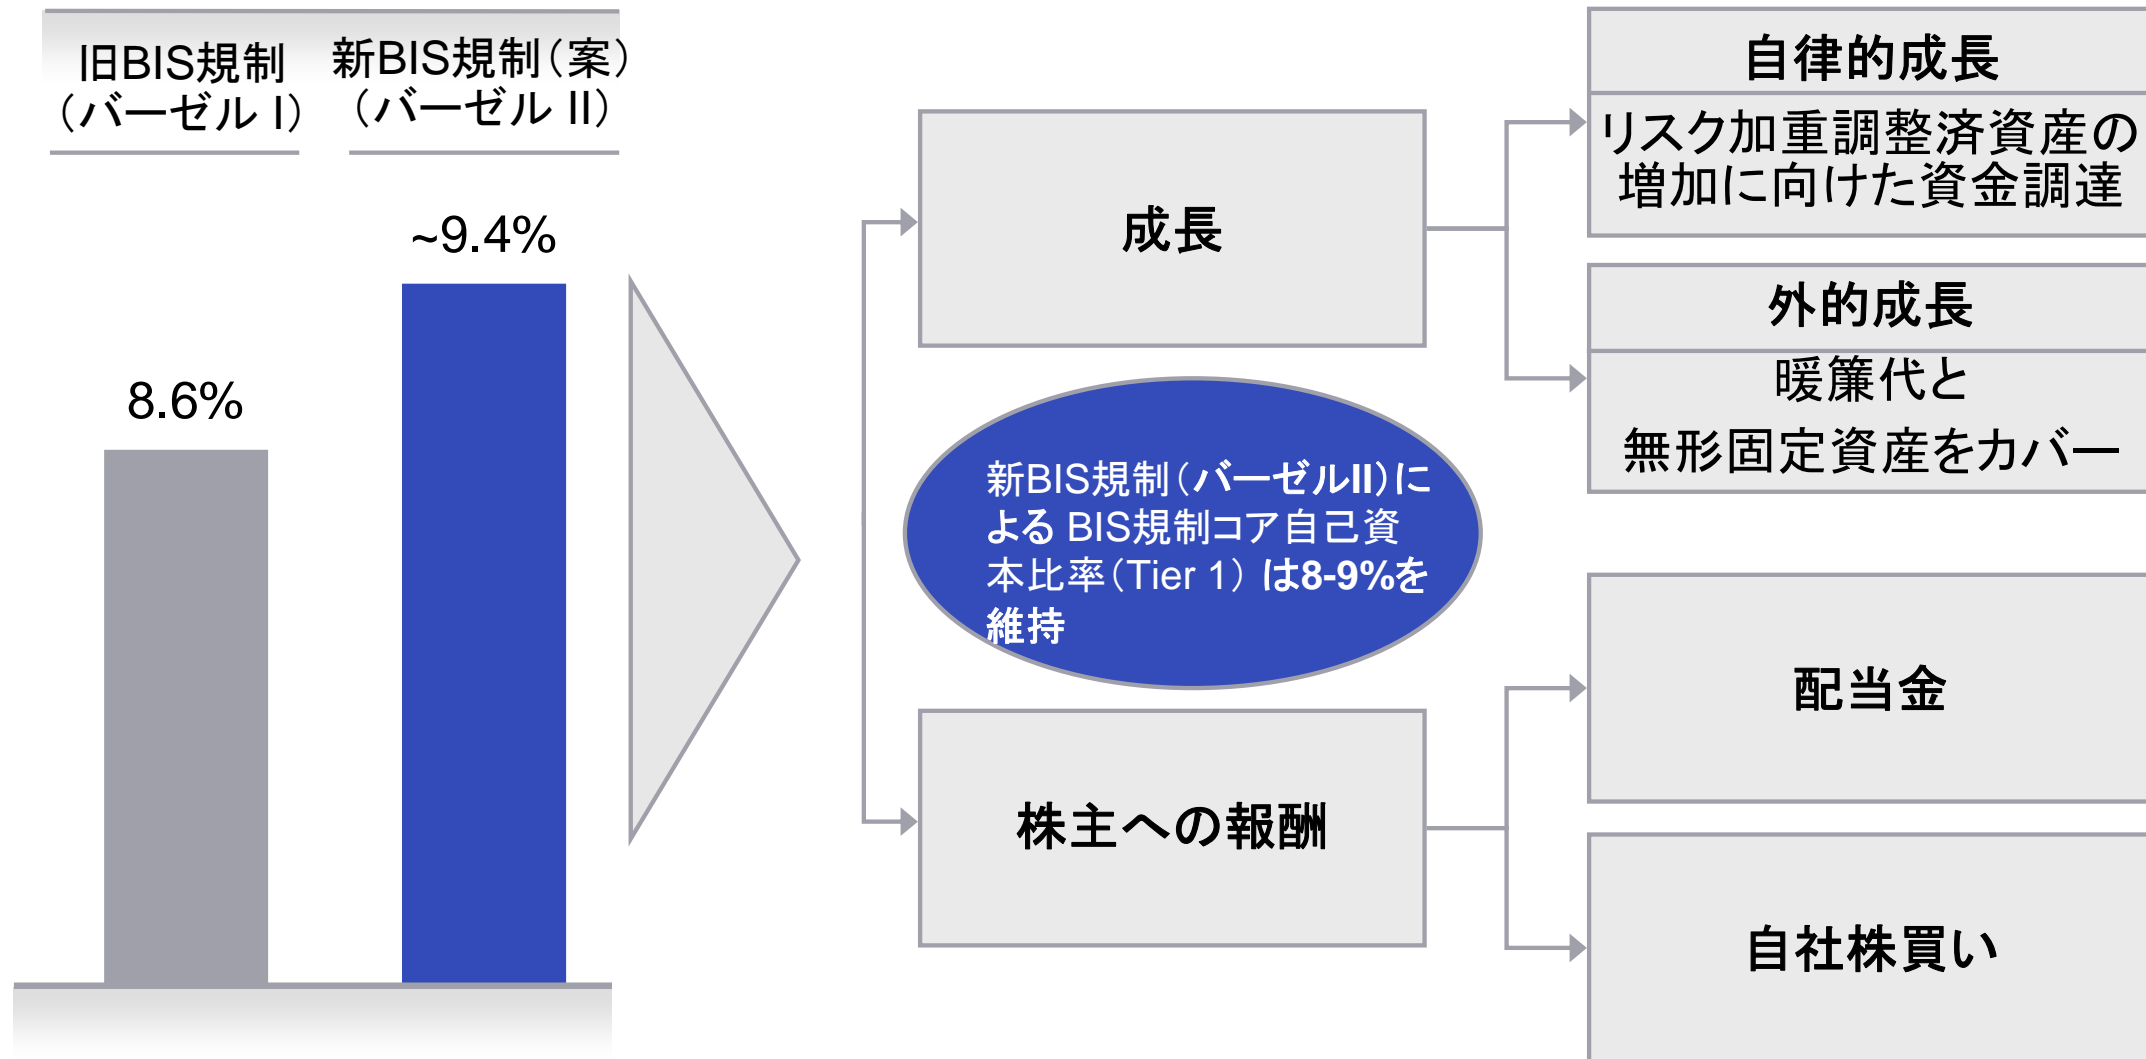 旧BIS規制
（バーゼル I）
新BIS規制（案）
（バーゼル II）
8.6%
~9.4%
成長
新BIS規制（バーゼルII）に
よる BIS規制コア自己資
本比率（Tier 1）は8-9%を
維持
株主への報酬
自律的成長
リスク加重調整済資産の
増加に向けた資金調達
外的成長
暖簾代と
無形固定資産をカバー
配当金
自社株買い